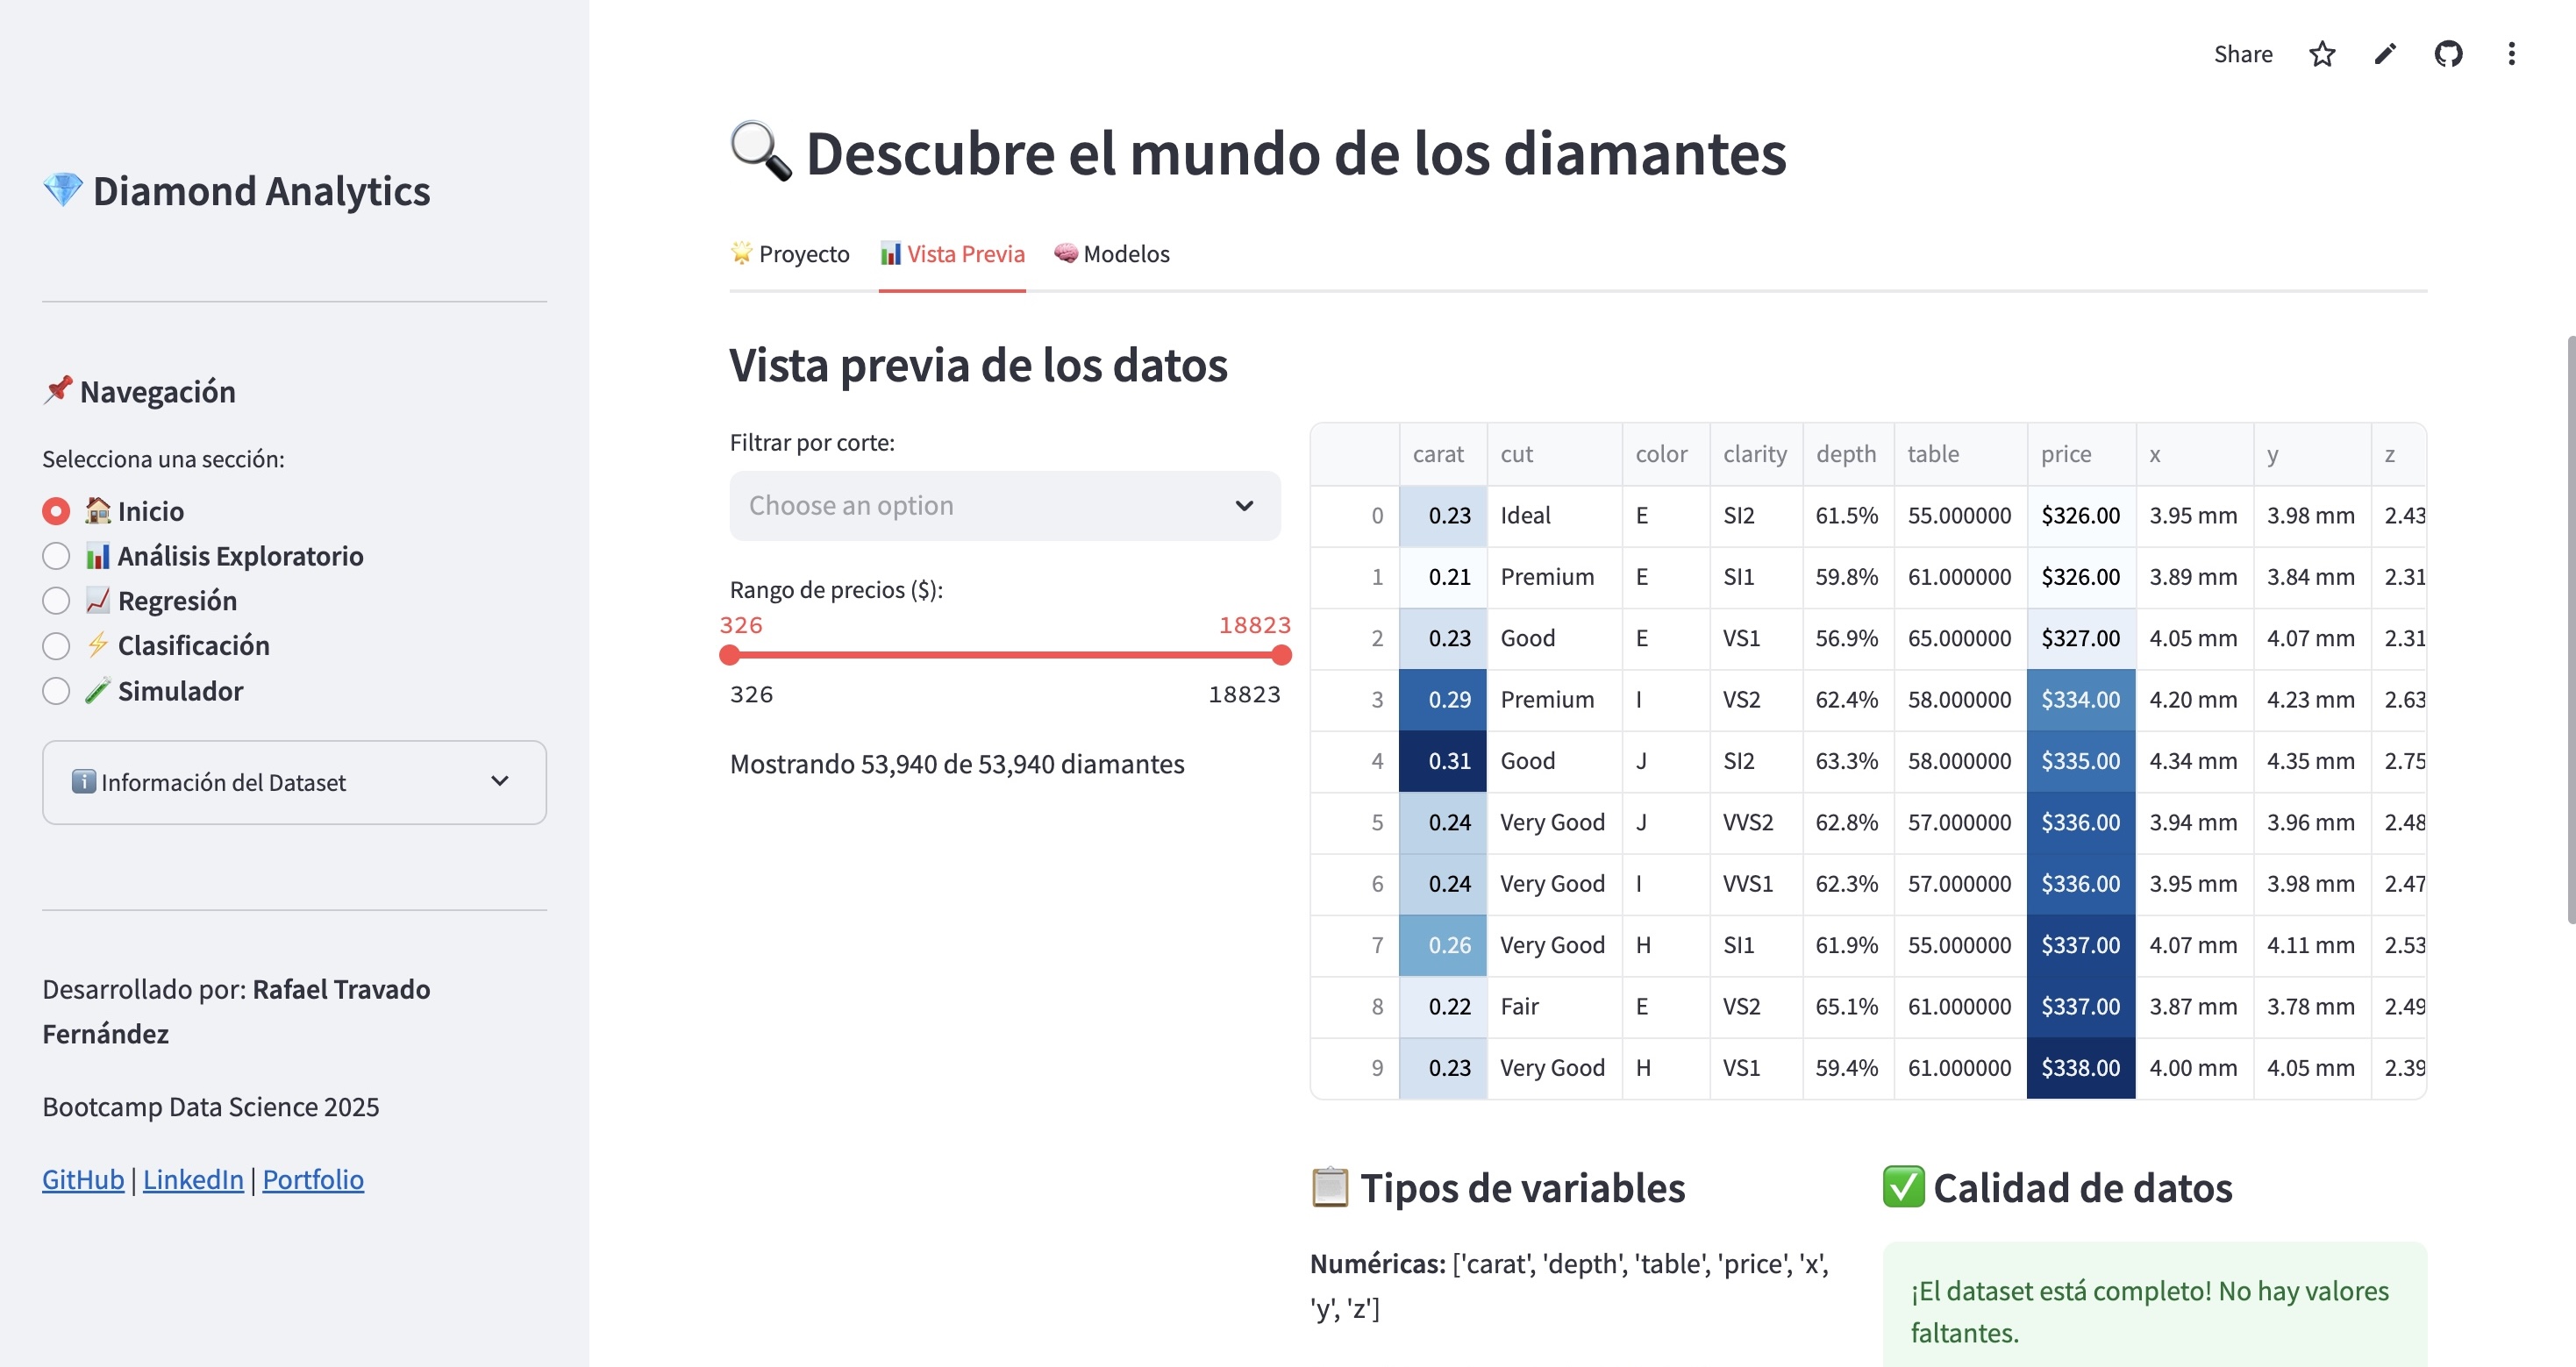 Share
💎 Diamond Analytics
📌 Navegación
Selecciona una sección:
🏠 Inicio
📊 Análisis Exploratorio
📈 Regresión
⚡ Clasificación
🧪 Simulador
ℹ️ Información del Dataset
Desarrollado por: Rafael Travado
Fernández
Bootcamp Data Science 2025
GitHub | LinkedIn | Portfolio
🔍 Descubre el mundo de los diamantes
🌟 Proyecto 📊 Vista Previa 🧠 Modelos
Vista previa de los datos
Filtrar por corte:
Choose an option
Rango de precios ($):
326 18823
326 18823
Mostrando 53,940 de 53,940 diamantes
carat cut color clarity depth table price x y z
0 0.23 Ideal E SI2 61.5% 55.000000 $326.00 3.95 mm 3.98 mm 2.43
1 0.21 Premium E SI1 59.8% 61.000000 $326.00 3.89 mm 3.84 mm 2.31
2 0.23 Good E VS1 56.9% 65.000000 $327.00 4.05 mm 4.07 mm 2.31
3 0.29 Premium I VS2 62.4% 58.000000 $334.00 4.20 mm 4.23 mm 2.63
4 0.31 Good J SI2 63.3% 58.000000 $335.00 4.34 mm 4.35 mm 2.75
5 0.24 Very Good J VVS2 62.8% 57.000000 $336.00 3.94 mm 3.96 mm 2.48
6 0.24 Very Good I VVS1 62.3% 57.000000 $336.00 3.95 mm 3.98 mm 2.47
7 0.26 Very Good H SI1 61.9% 55.000000 $337.00 4.07 mm 4.11 mm 2.53
8 0.22 Fair E VS2 65.1% 61.000000 $337.00 3.87 mm 3.78 mm 2.49
9 0.23 Very Good H VS1 59.4% 61.000000 $338.00 4.00 mm 4.05 mm 2.39
📋 Tipos de variables
Numéricas: ['carat', 'depth', 'table', 'price', 'x',
'y', 'z']
✅ Calidad de datos
¡El dataset está completo! No hay valores
faltantes.